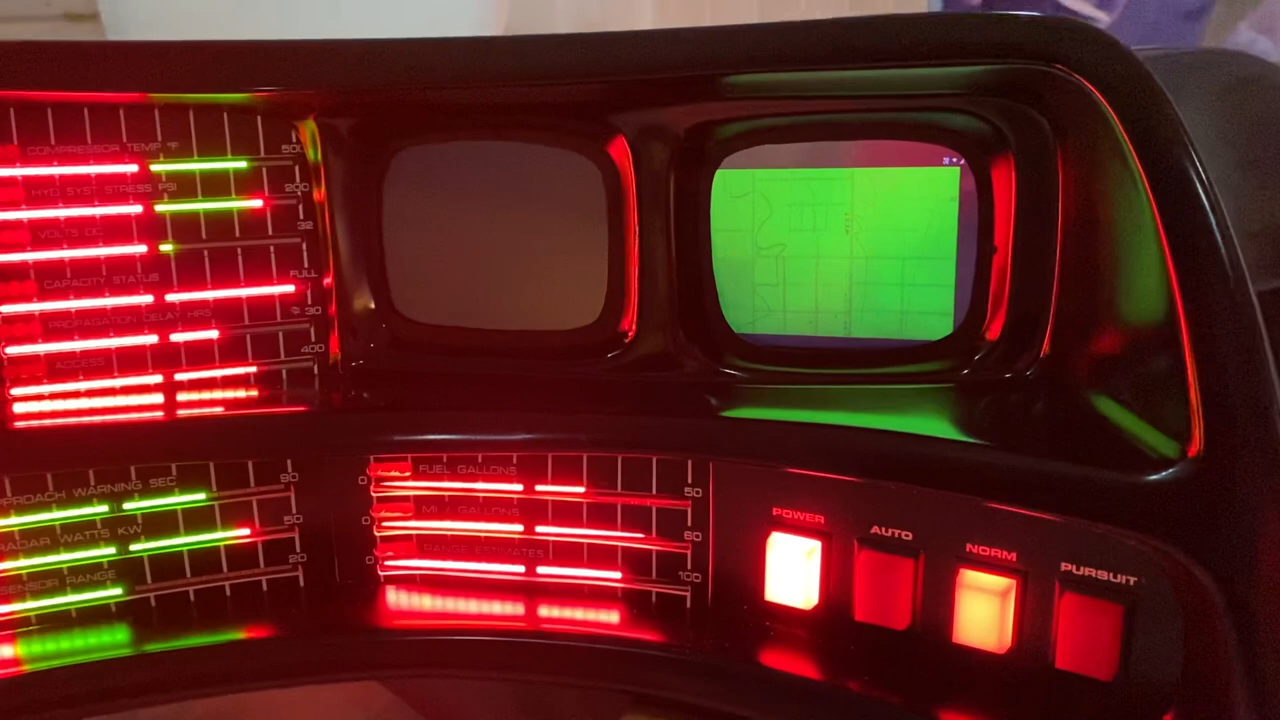 COMPRESSOR TEMP °F
500
HYD SYST STRESS PSI
200
VOLTS DC
32
CAPACITY STATUS
FULL
PROPAGATION DELAY HRS
30
ACCESS
400
PROACH WARNING SEC
90
RADAR WATTS KW
50
SENSOR RANGE
20
FUEL GALLONS
0
50
MI / GALLONS
0
60
RANGE ESTIMATES
0
100
POWER
AUTO
NORM
PURSUIT